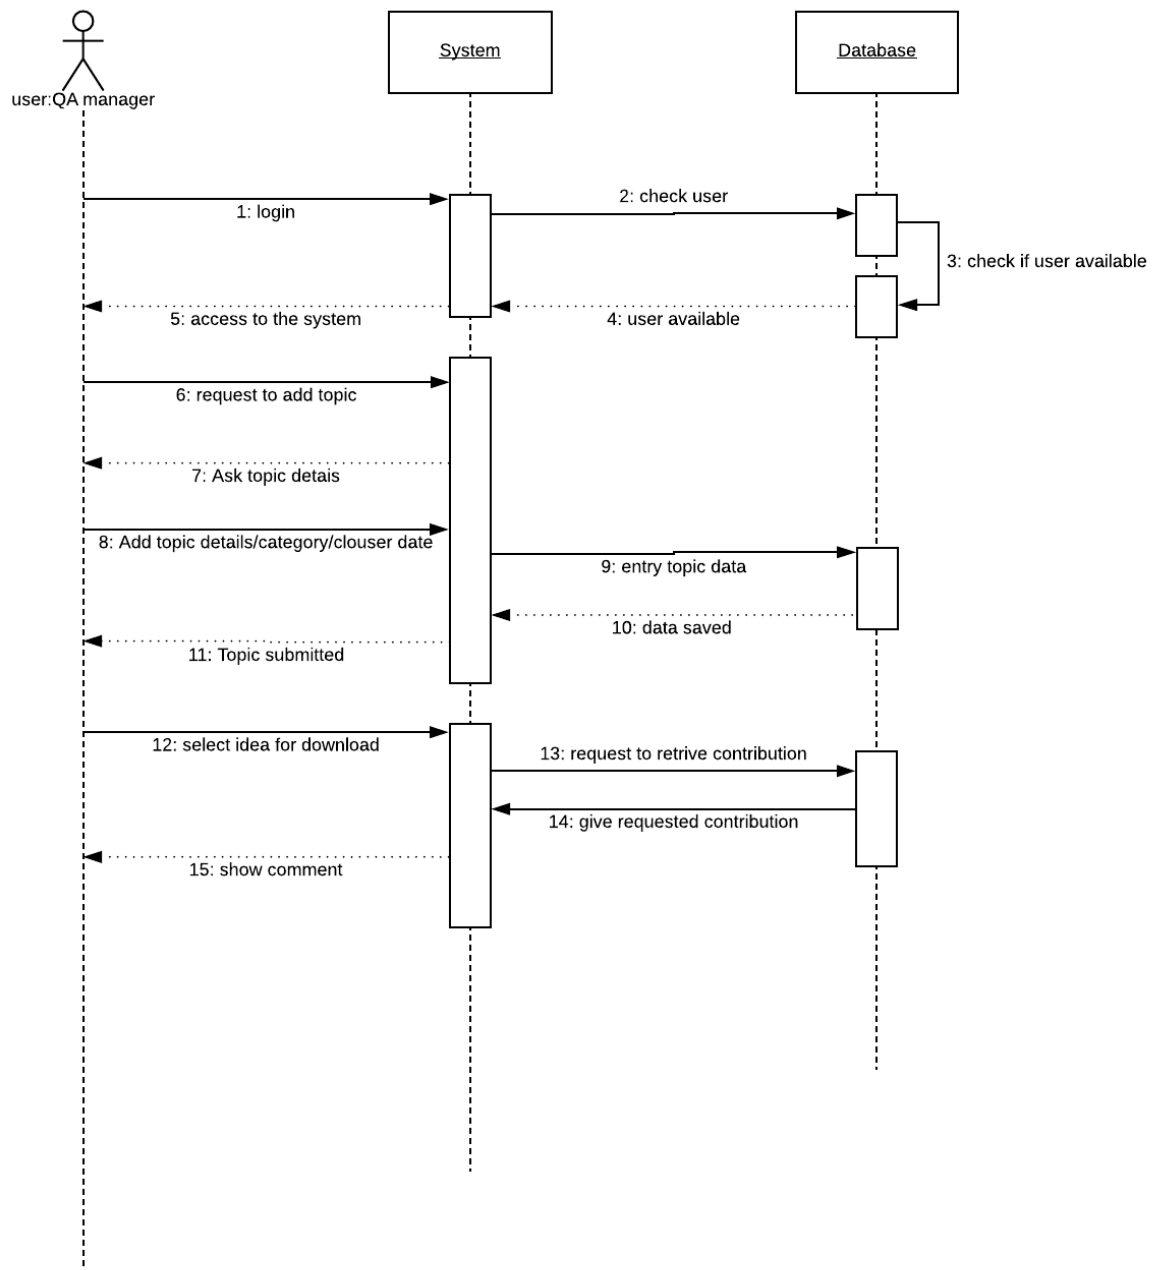 user:QA manager
System
Database
1: login
2: check user
3: check if user available
4: user available
5: access to the system
6: request to add topic
7: Ask topic detais
8: Add topic details/category/clouser date
9: entry topic data
10: data saved
11: Topic submitted
12: select idea for download
13: request to retrive contribution
14: give requested contribution
15: show comment